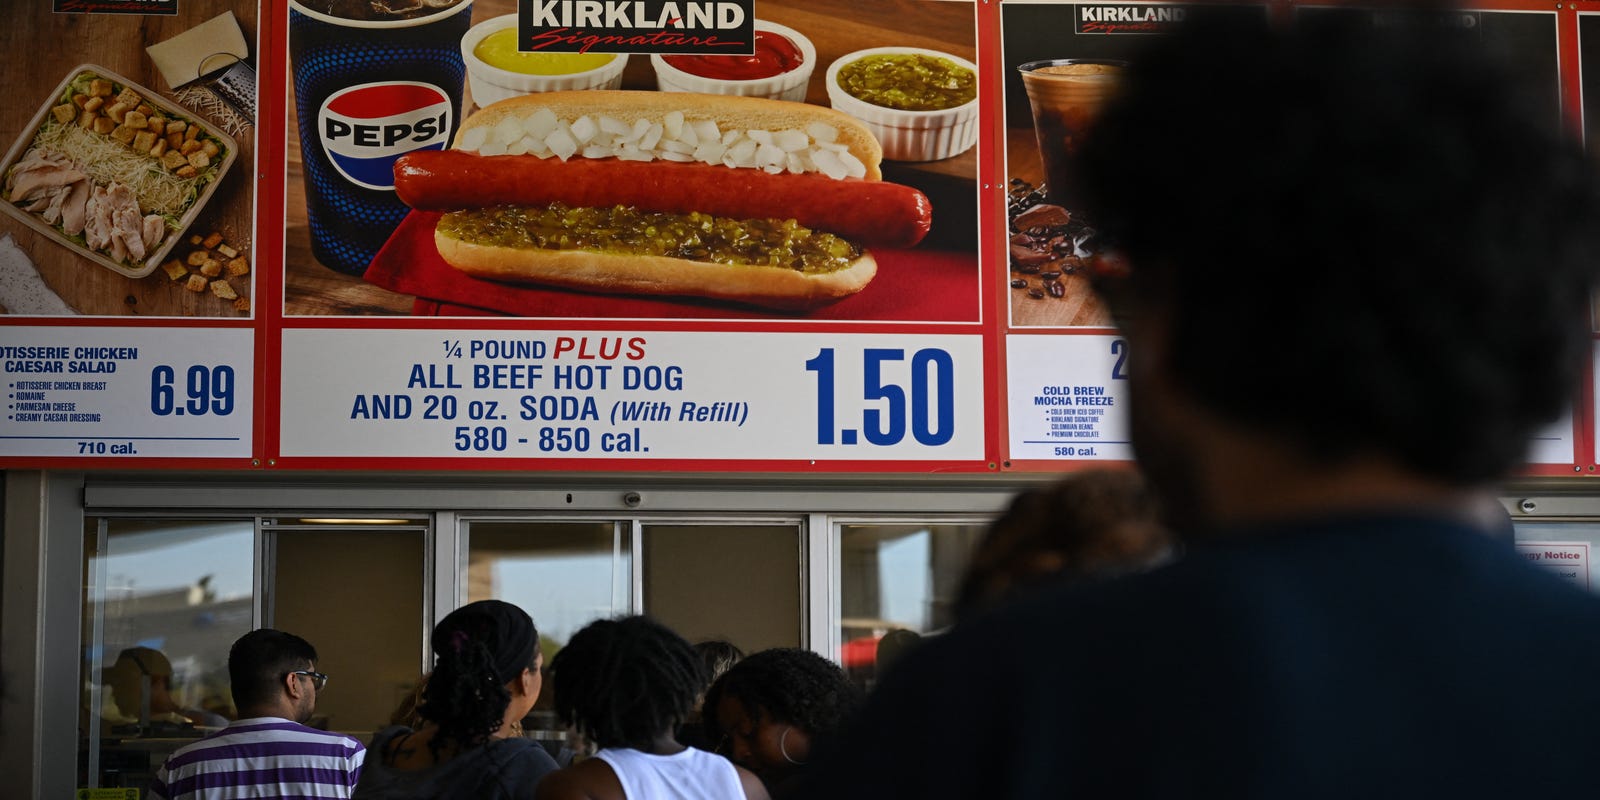 KIRKLAND
Signature
PEPSI
KIRKLAND
Signature
OTISSERIE CHICKEN
CAESAR SALAD
• ROTISSERIE CHICKEN BREAST
• ROMAINE
• PARMESAN CHEESE
• CREAMY CAESAR DRESSING
6.99
710 cal.
¼ POUND PLUS
ALL BEEF HOT DOG
AND 20 oz. SODA (With Refill)
580 - 850 cal.
1.50
2
COLD BREW
MOCHA FREEZE
• COLD BREW ICED COFFEE
• KIRKLAND SIGNATURE
COLOMBIAN BEANS
• PREMIUM CHOCOLATE
580 cal.
rgy Notice
food